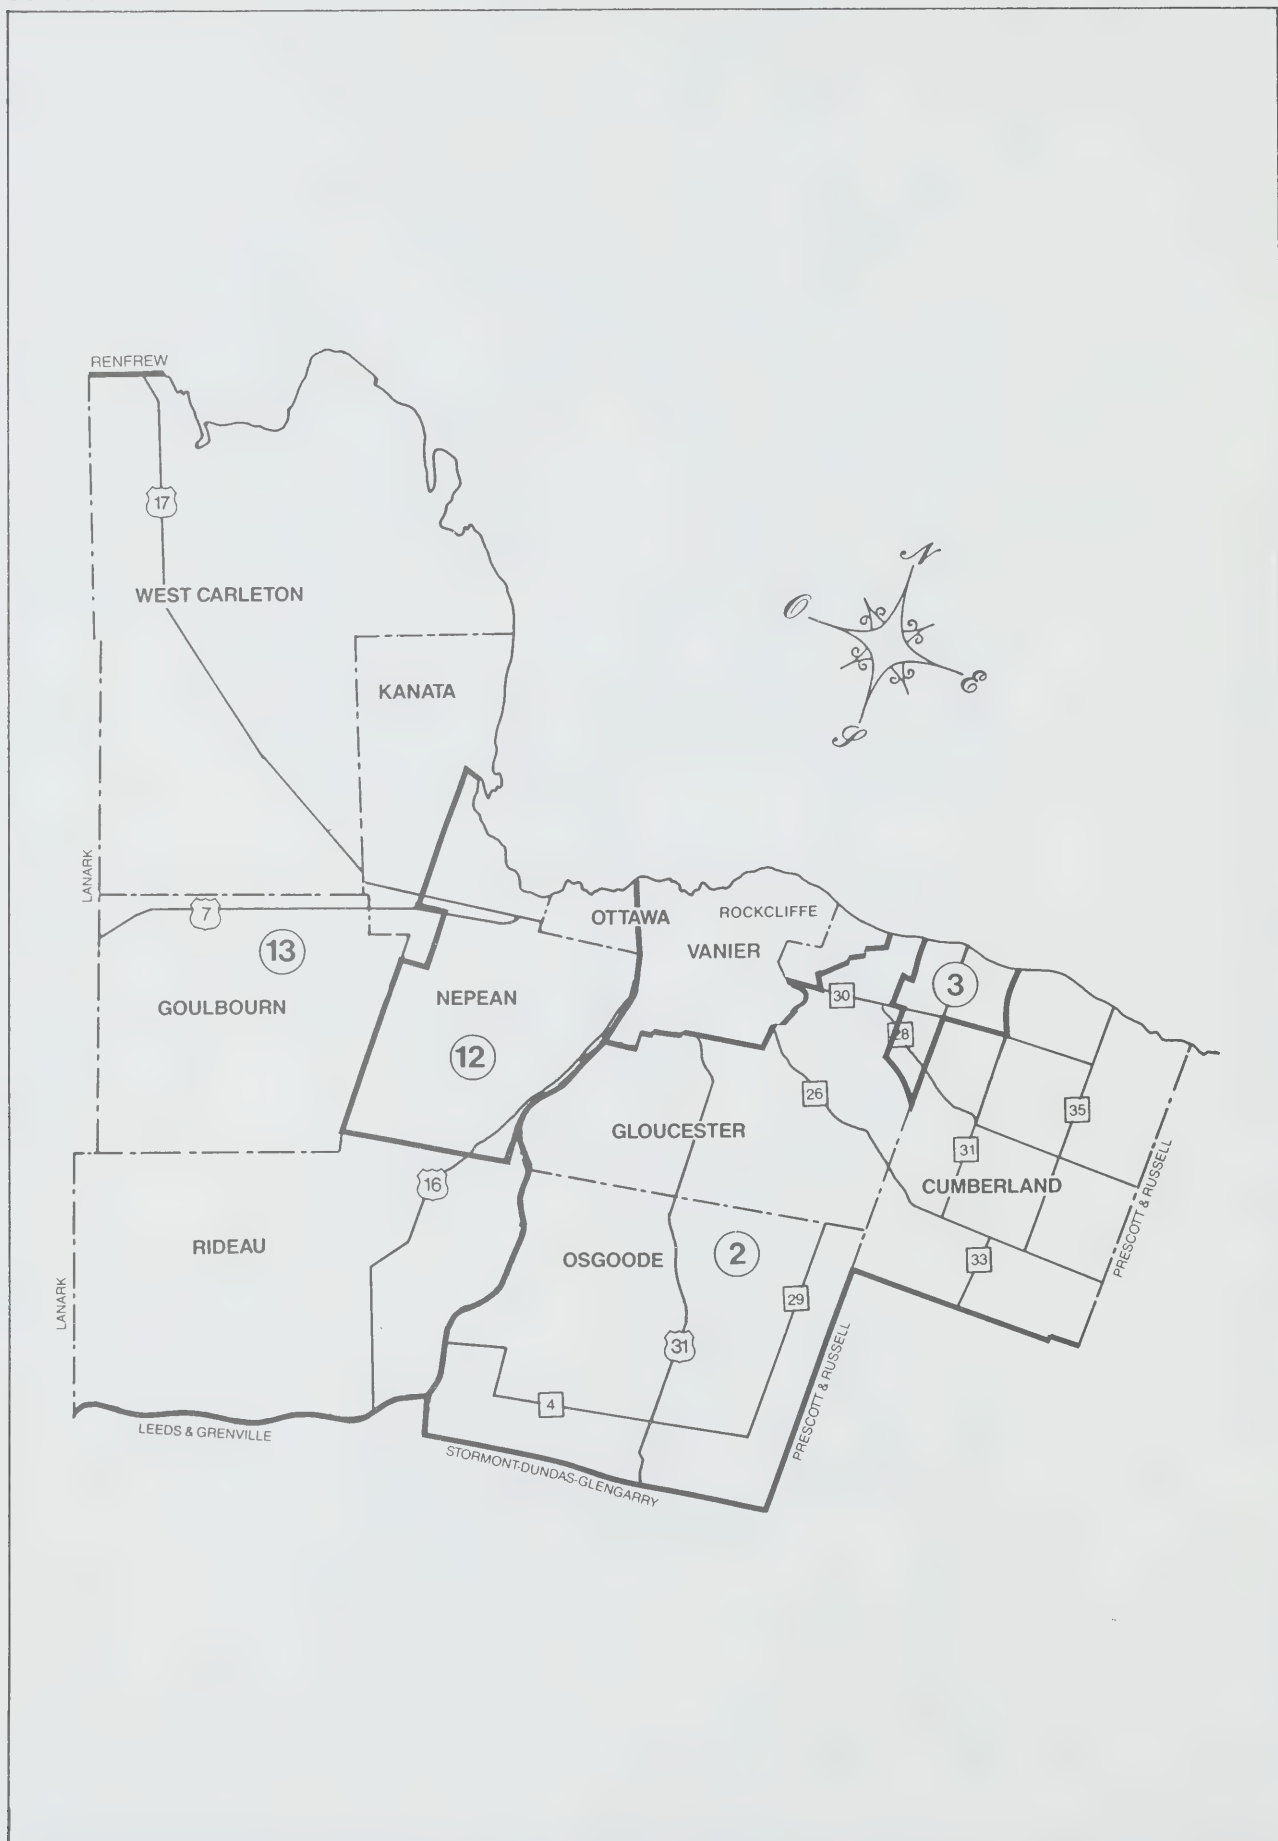 RENFREW
17
WEST CARLETON
N
O
E
S
KANATA
LANARK
7
13
GOULBOURN
OTTAWA
ROCKCLIFFE
VANIER
NEPEAN
12
30
3
28
26
35
GLOUCESTER
31
CUMBERLAND
16
RIDEAU
OSGOODE
2
33
29
31
4
LANARK
PRESCOTT & RUSSELL
PRESCOTT & RUSSELL
LEEDS & GRENVILLE
STORMONT-DUNDAS-GLENGARRY